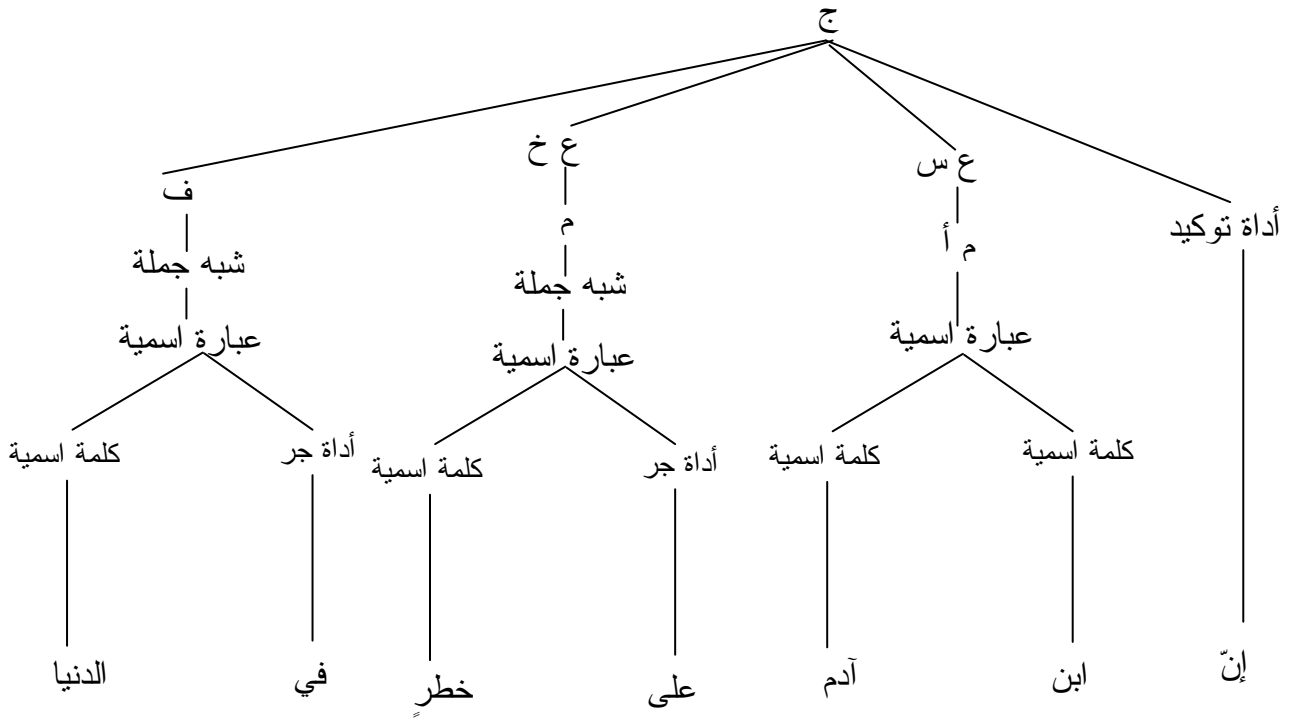 ج
ع س
ع خ
ف
أداة توكيد
م أ
م
شبه جملة
شبه جملة
عبارة اسمية
عبارة اسمية
عبارة اسمية
كلمة اسمية كلمة اسمية أداة جر كلمة اسمية أداة جر كلمة اسمية
إنّ ابن آدم على خطرٍ في الدنيا